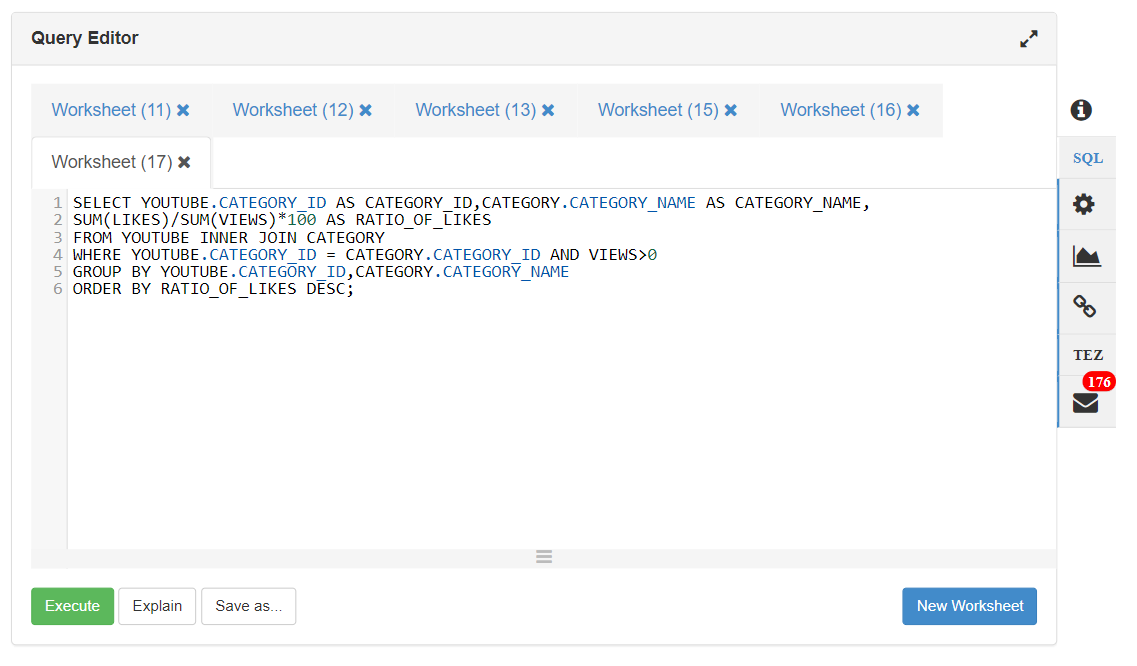 Query Editor
Worksheet (11) Worksheet (12) Worksheet (13) Worksheet (15) Worksheet (16)
Worksheet (17)
1 SELECT YOUTUBE.CATEGORY_ID AS CATEGORY_ID,CATEGORY.CATEGORY_NAME AS CATEGORY_NAME,
2 SUM(LIKES)/SUM(VIEWS)*100 AS RATIO_OF_LIKES
3 FROM YOUTUBE INNER JOIN CATEGORY
4 WHERE YOUTUBE.CATEGORY_ID = CATEGORY.CATEGORY_ID AND VIEWS>0
5 GROUP BY YOUTUBE.CATEGORY_ID,CATEGORY.CATEGORY_NAME
6 ORDER BY RATIO_OF_LIKES DESC;
Execute Explain Save as... New Worksheet
SQL
TEZ
176